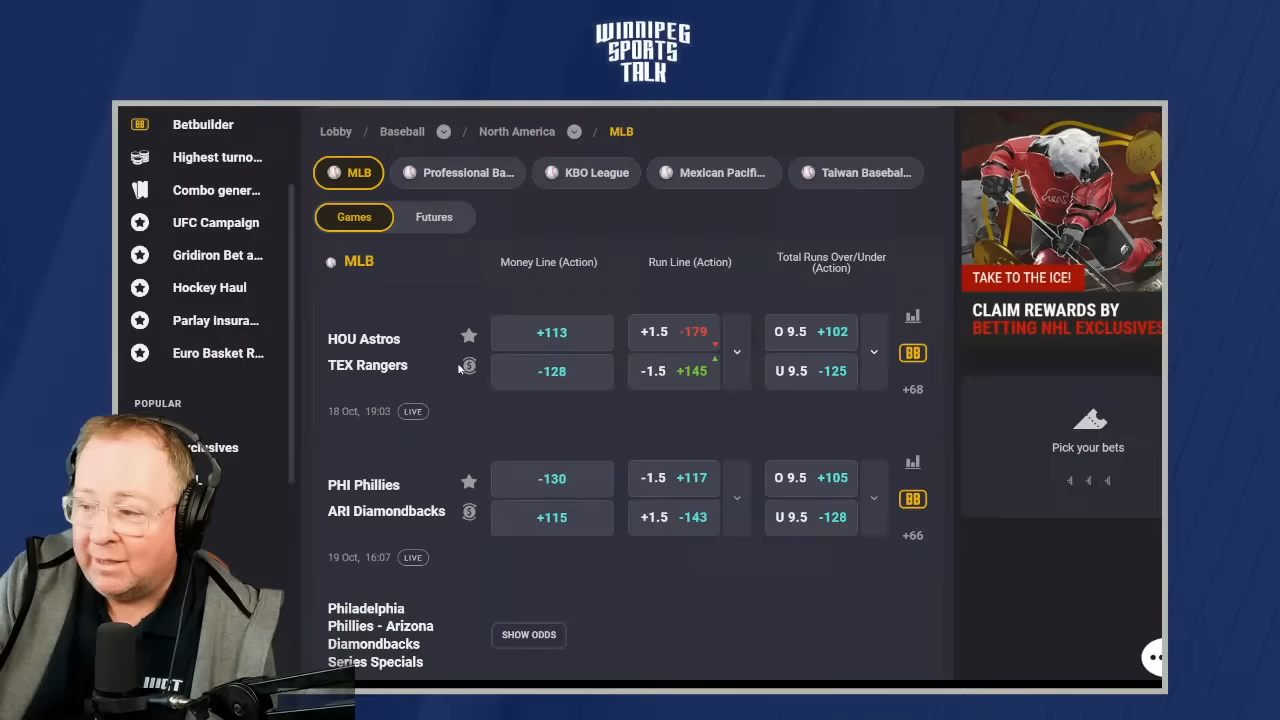 WINNIPEG
SPORTS
TALK
BB Betbuilder
Highest turno...
Combo gener...
UFC Campaign
Gridiron Bet a...
Hockey Haul
Parlay Insura...
Euro Basket R...
POPULAR
xclusives
Lobby / Baseball / North America / MLB
MLB
Professional Ba...
KBO League
Mexican Pacifi...
Taiwan Basebal...
Games
Futures
MLB
Money Line (Action)
Run Line (Action)
Total Runs Over/Under
(Action)
HOU Astros
+113
+1.5 -179
O 9.5 +102
TEX Rangers
-128
-1.5 +145
U 9.5 -125
BB
+68
18 Oct, 19:03 LIVE
PHI Phillies
-130
-1.5 +117
O 9.5 +105
ARI Diamondbacks
+115
+1.5 -143
U 9.5 -128
BB
+66
19 Oct, 16:07 LIVE
Philadelphia
Phillies - Arizona
Diamondbacks
Series Specials
SHOW ODDS
TAKE TO THE ICE!
CLAIM REWARDS BY
BETTING NHL EXCLUSIVES
Pick your bets